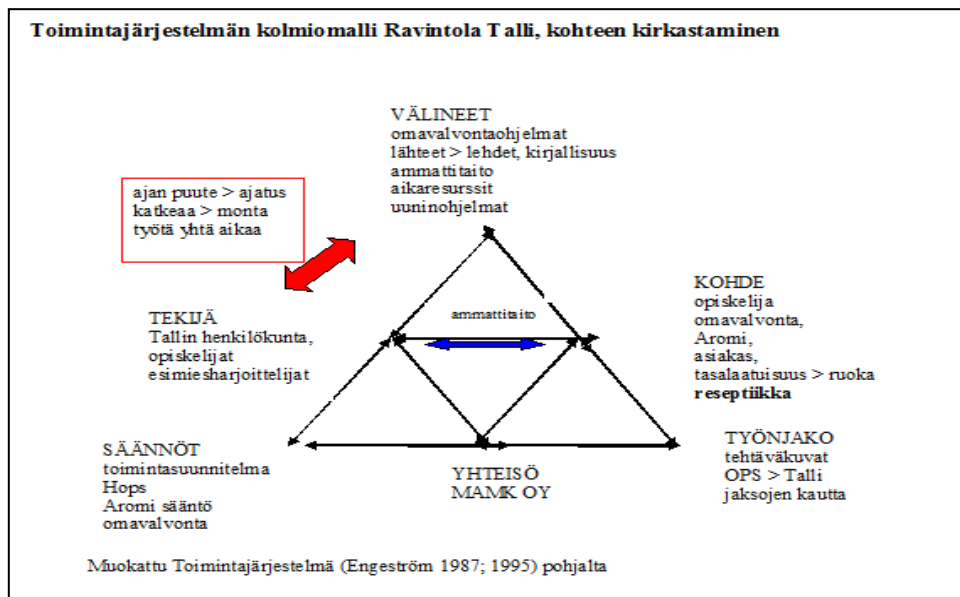 Toimintajärjestelmän kolmiomalli Ravintola Talli, kohteen kirkastaminen
VÄLINEET
omavalvontaohjelmat
lähteet > lehdet, kirjallisuus
ammattitaito
aikaresurssit
uuninohjelmat
ajan puute > ajatus
katkeaa > monta
työtä yhtä aikaa
TEKIJÄ
Tallin henkilökunta,
opiskelijat
esimiesharjoittelijat
ammattitaito
KOHDE
opiskelija
omavalvonta,
Aromi,
asiakas,
tasalaatuisuus > ruoka
reseptiikka
SÄÄNNÖT
toimintasuunnitelma
Hops
Aromi sääntö
omavalvonta
YHTEISÖ
MAMK OY
TYÖNJAKO
tehtäväkuvat
OPS > Talli
jaksojen kautta
Muokattu Toimintajärjestelmä (Engeström 1987; 1995) pohjalta